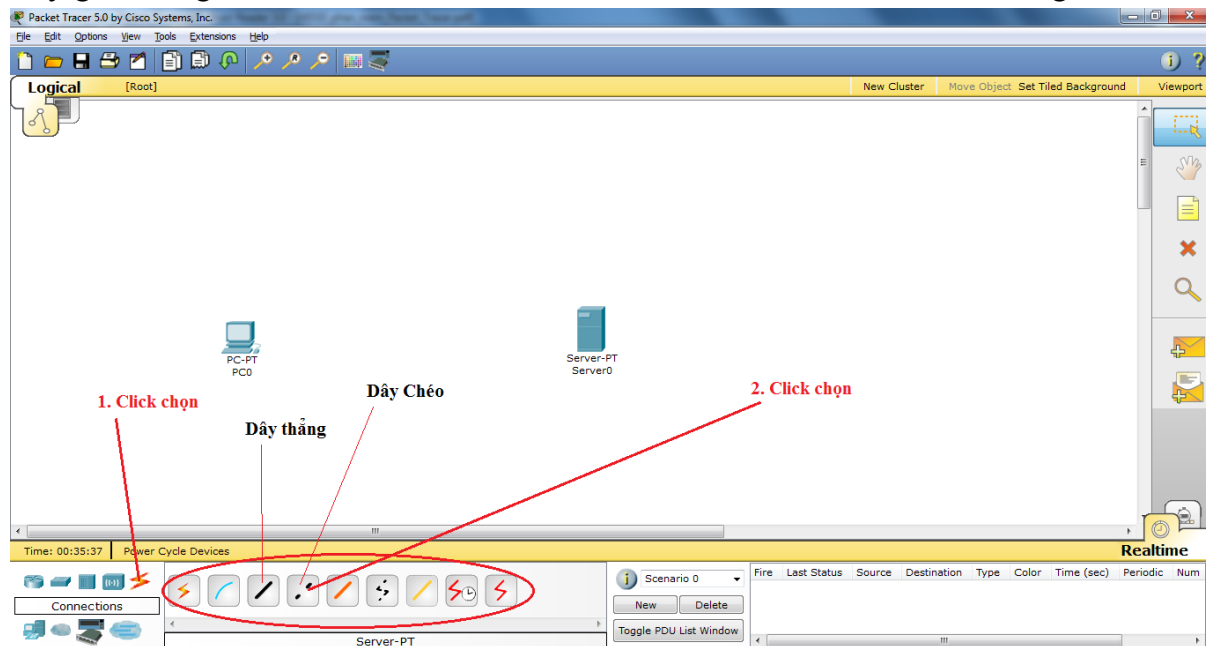 Packet Tracer 5.0 by Cisco Systems, Inc.
File Edit Options View Tools Extensions Help
Logical [Root] New Cluster Move Object Set Tiled Background Viewport
PC-PT
PC0
Server-PT
Server0
1. Click chọn
Dây thẳng
Dây Chéo
2. Click chọn
Time: 00:35:37 Power Cycle Devices Realtime
Connections
Server-PT
Scenario 0
New Delete
Toggle PDU List Window
Fire Last Status Source Destination Type Color Time (sec) Periodic Num